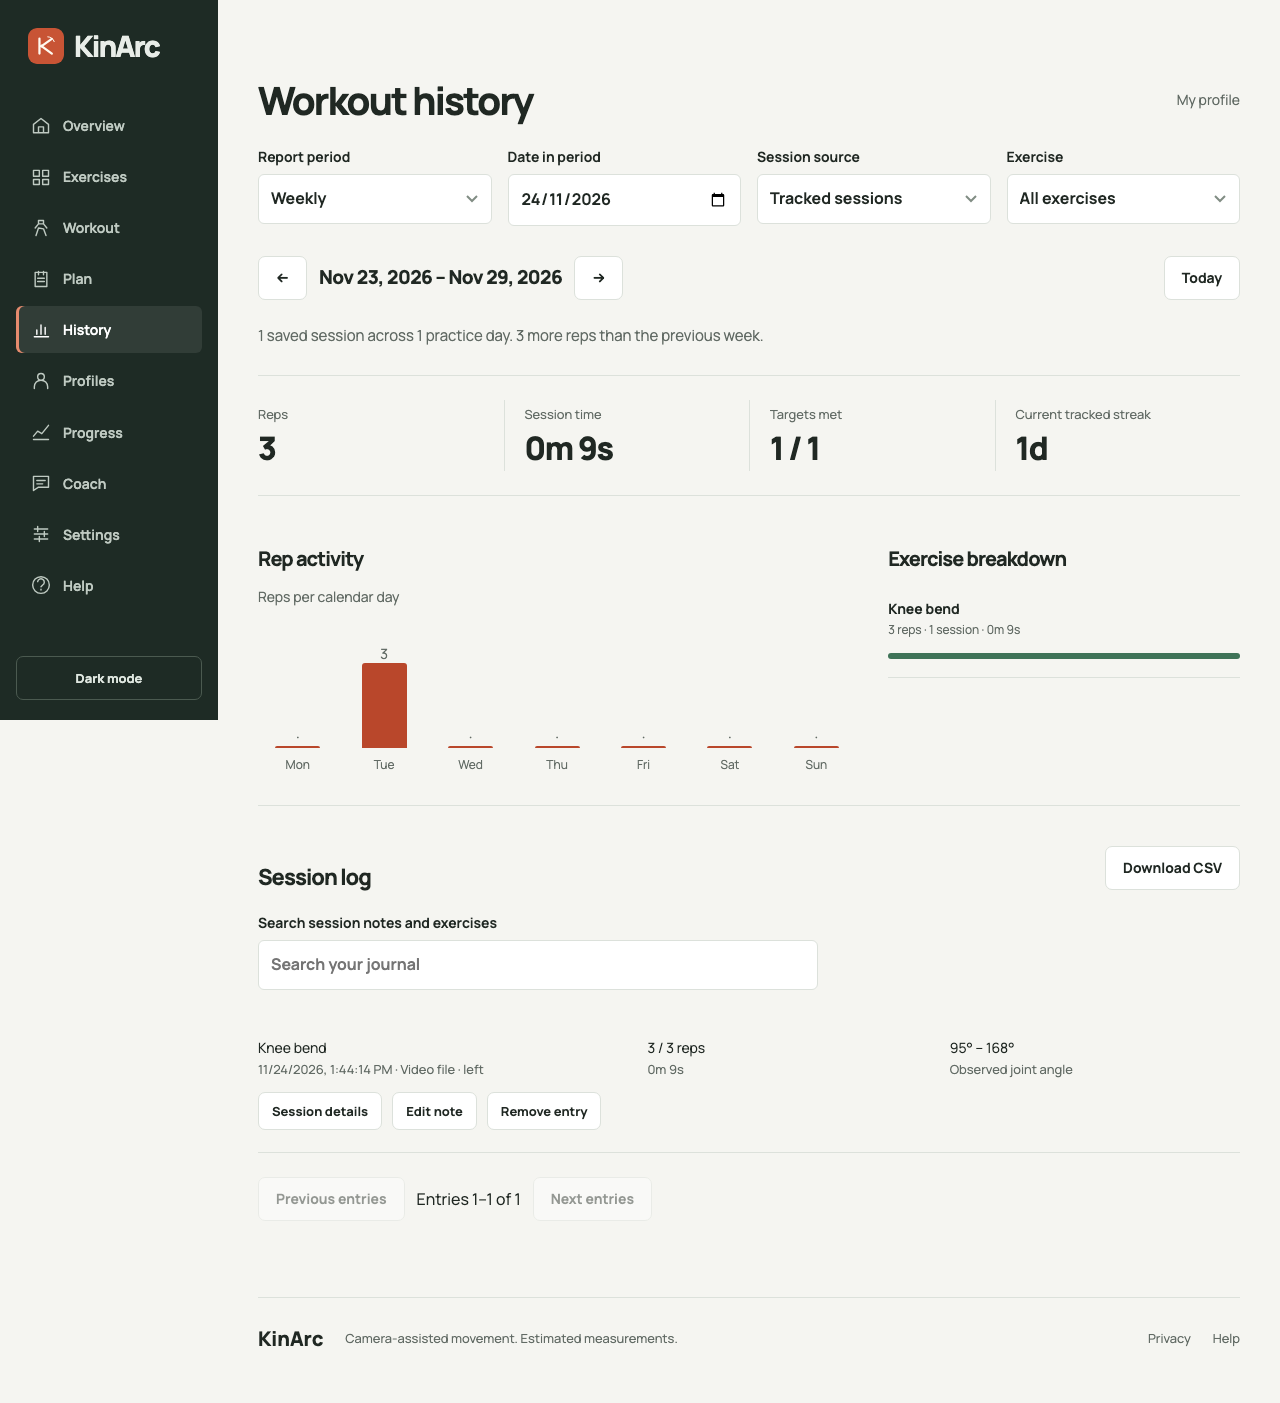 KinArc
Overview
Exercises
Workout
Plan
History
Profiles
Progress
Coach
Settings
Help
Dark mode
Workout history
My profile
Report period
Date in period
Session source
Exercise
Weekly
24/11/2026
Tracked sessions
All exercises
Nov 23, 2026 – Nov 29, 2026
Today
1 saved session across 1 practice day. 3 more reps than the previous week.
Reps
3
Session time
0m 9s
Targets met
1 / 1
Current tracked streak
1d
Rep activity
Reps per calendar day
3
Mon
Tue
Wed
Thu
Fri
Sat
Sun
Exercise breakdown
Knee bend
3 reps · 1 session · 0m 9s
Session log
Download CSV
Search session notes and exercises
Search your journal
Knee bend
11/24/2026, 1:44:14 PM · Video file · left
3 / 3 reps
0m 9s
95° – 168°
Observed joint angle
Session details
Edit note
Remove entry
Previous entries
Entries 1–1 of 1
Next entries
KinArc
Camera-assisted movement. Estimated measurements.
Privacy
Help